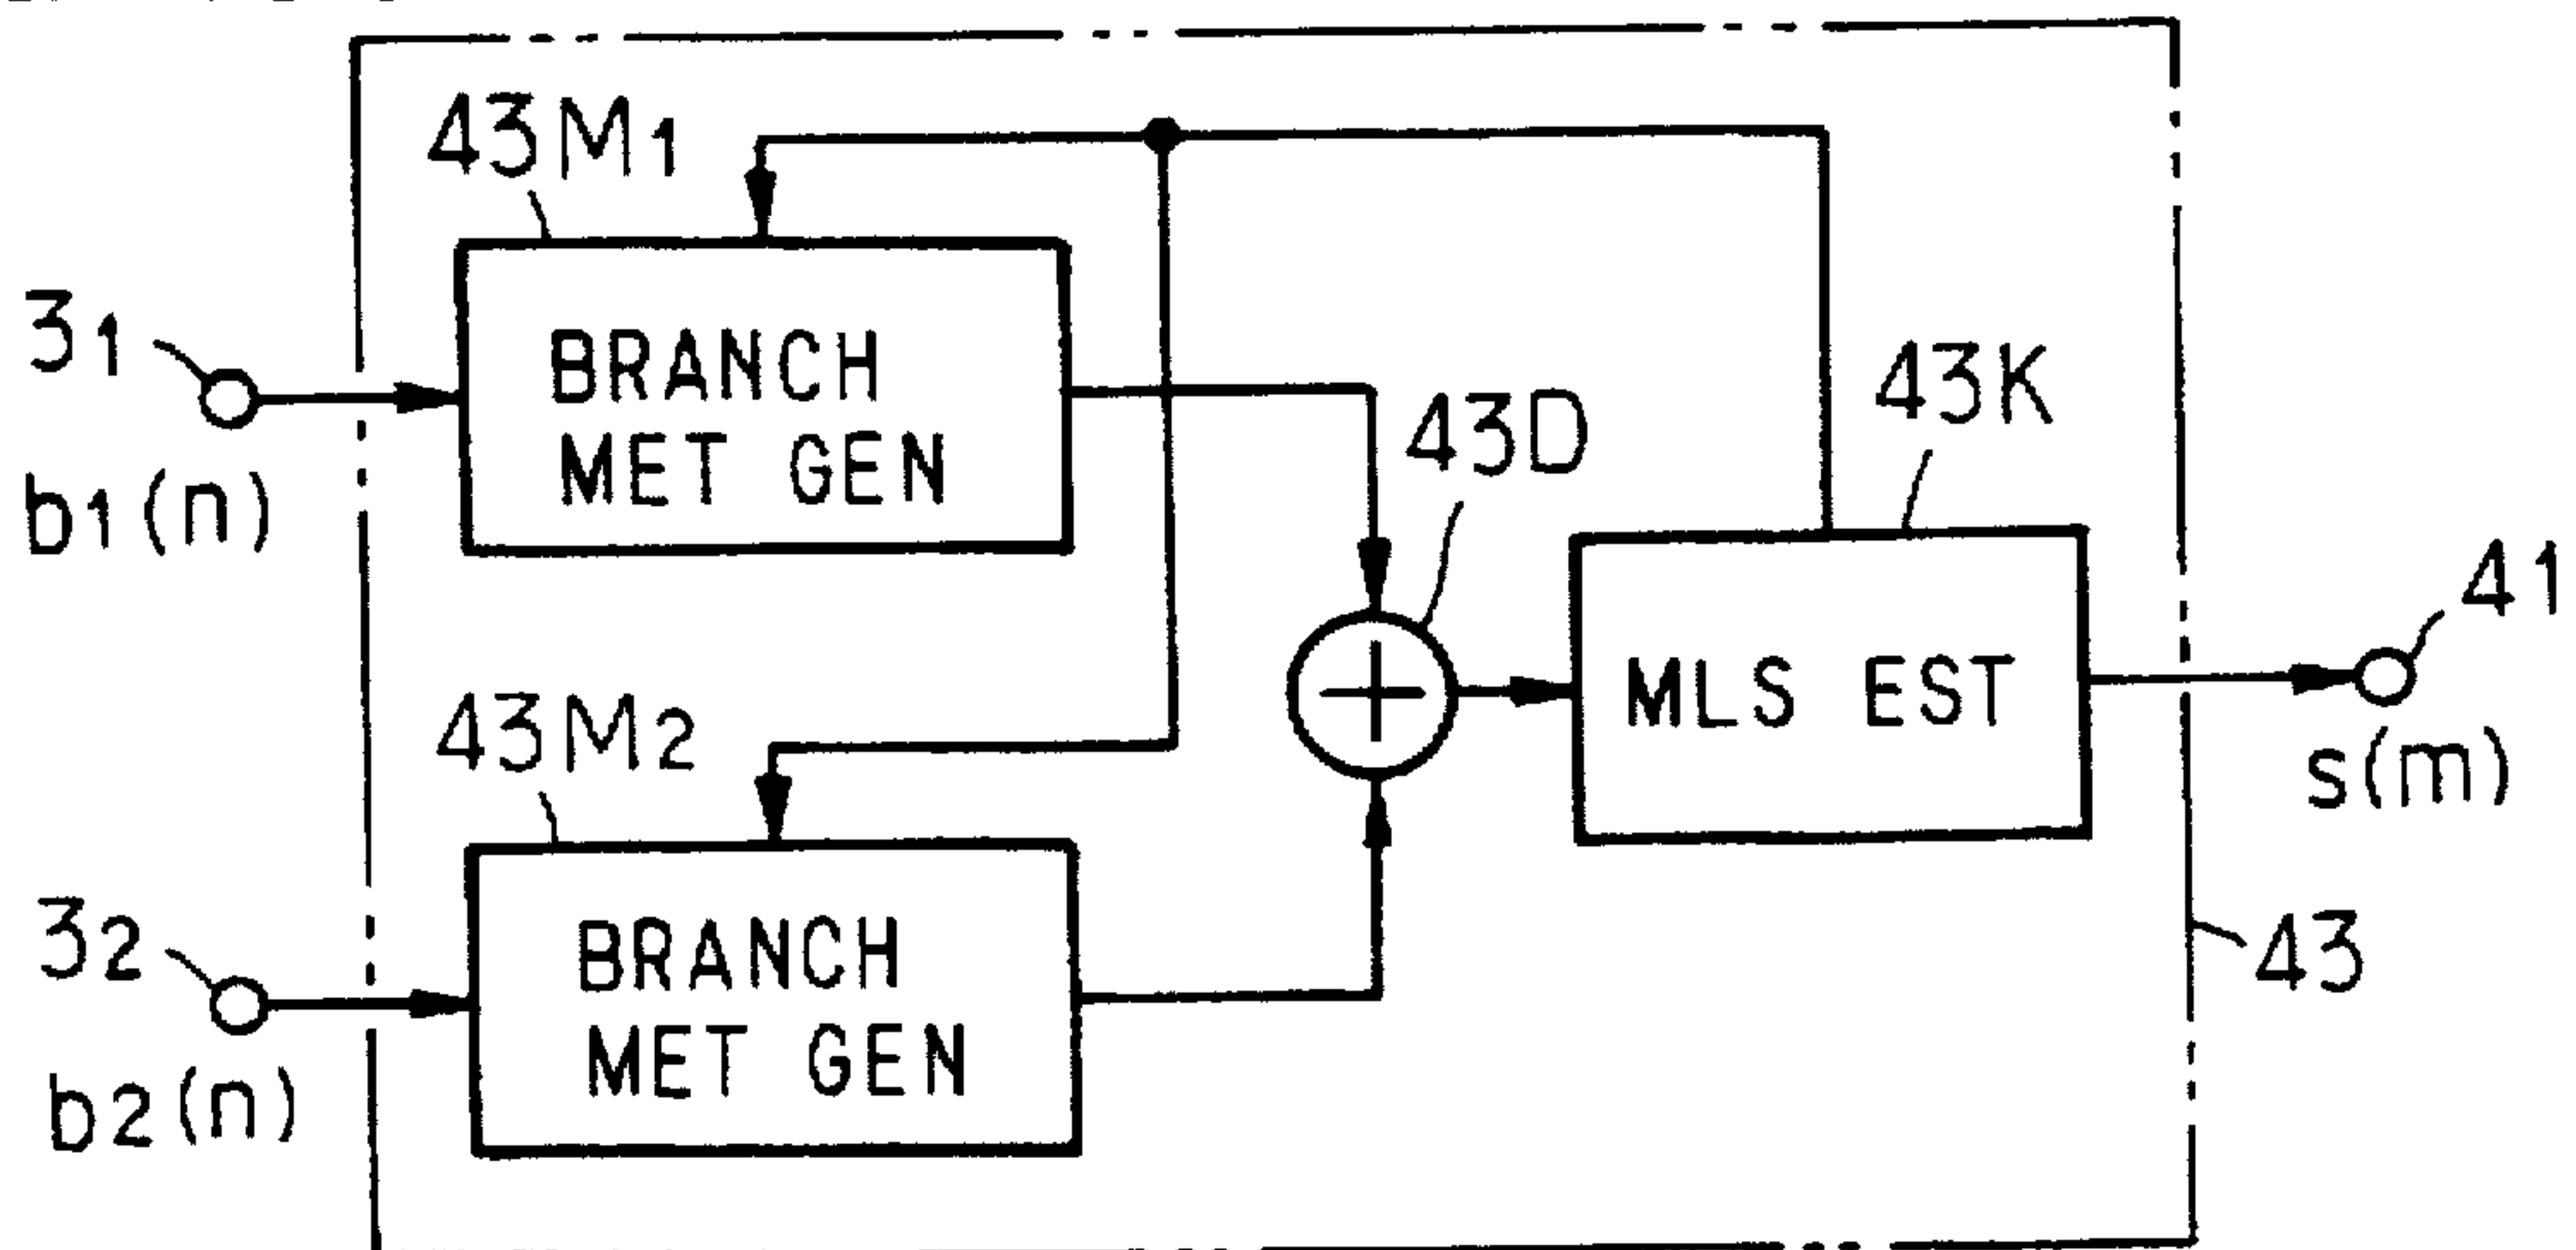 43M1
31
BRANCH
MET GEN
b1(n)
43D
43K
41
MLS EST
s(m)
43M2
32
BRANCH
MET GEN
b2(n)
43